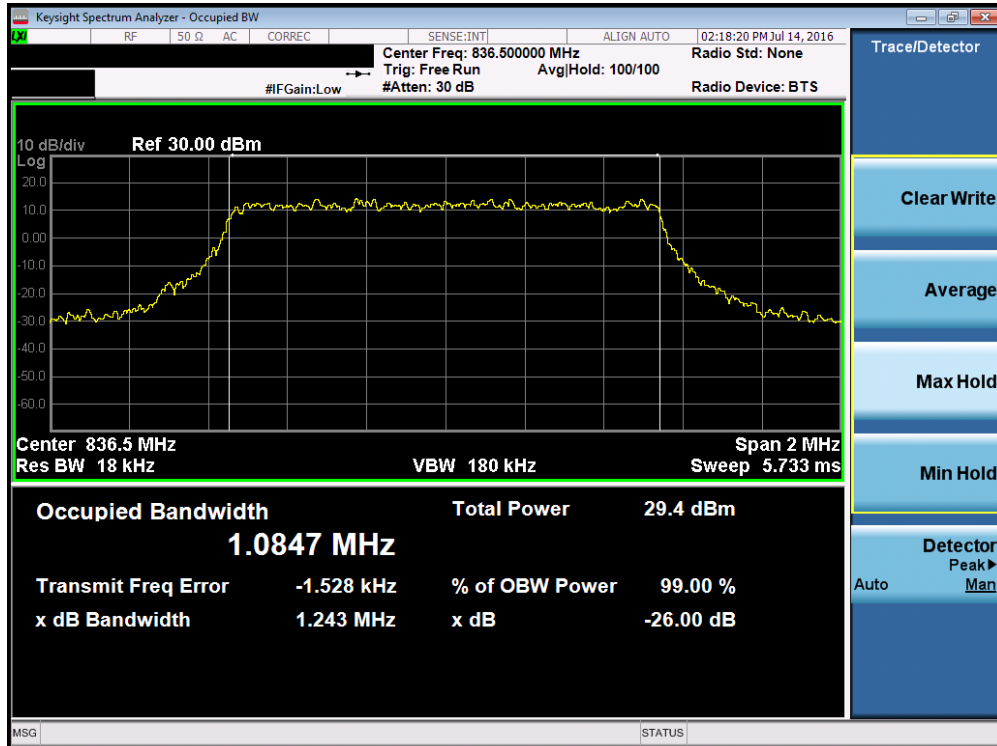 Keysight Spectrum Analyzer - Occupied BW
LXI RF 50 Ω AC CORREC SENSE:INT ALIGN AUTO 02:18:20 PM Jul 14, 2016
Center Freq: 836.500000 MHz Radio Std: None
Trig: Free Run Avg|Hold: 100/100
#IFGain:Low #Atten: 30 dB Radio Device: BTS
10 dB/div Ref 30.00 dBm
Log
20.0
10.0
0.00
-10.0
-20.0
-30.0
-40.0
-50.0
-60.0
Center 836.5 MHz Span 2 MHz
Res BW 18 kHz VBW 180 kHz Sweep 5.733 ms
Occupied Bandwidth Total Power 29.4 dBm
1.0847 MHz
Transmit Freq Error -1.528 kHz % of OBW Power 99.00 %
x dB Bandwidth 1.243 MHz x dB -26.00 dB
MSG STATUS
Trace/Detector
Clear Write
Average
Max Hold
Min Hold
Detector
Peak▶
Auto Man